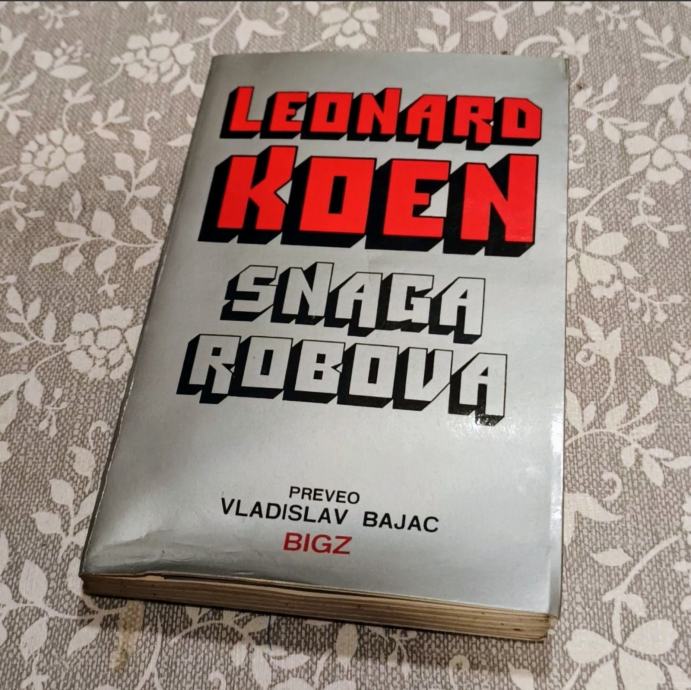 LEONARD
KOEN
SNAGA
ROBOVA
PREVEO
VLADISLAV BAJAC
BIGZ